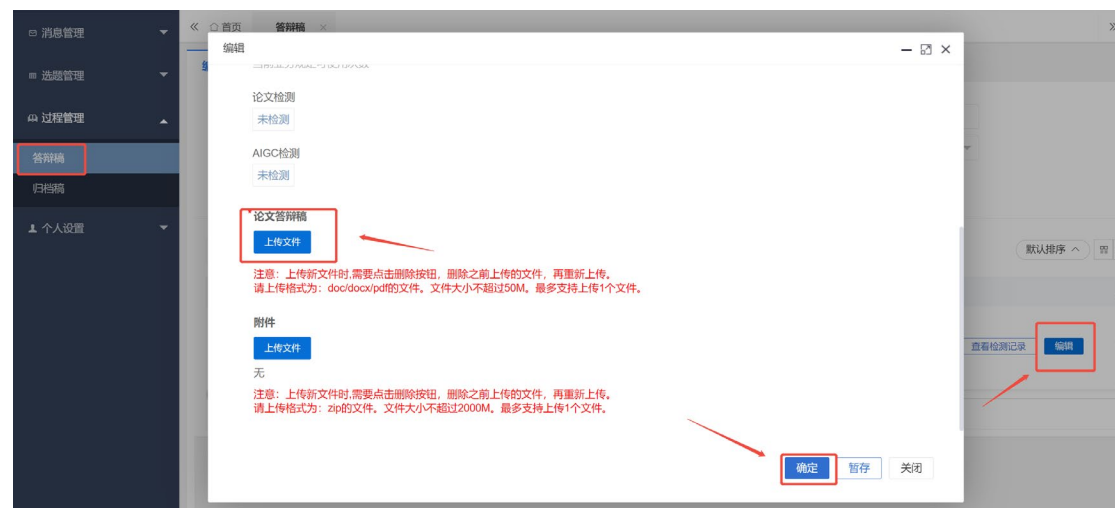 消息管理
首页 答辩稿
编辑
选题管理
论文检测
过程管理
未检测
答辩稿
AIGC检测
未检测
归档稿
*论文答辩稿
个人设置
上传文件
默认排序
注意：上传新文件时,需要点击删除按钮，删除之前上传的文件，再重新上传。
请上传格式为：doc/docx/pdf的文件。文件大小不超过50M。最多支持上传1个文件。
附件
上传文件
查看检测记录 编辑
无
注意：上传新文件时,需要点击删除按钮，删除之前上传的文件，再重新上传。
请上传格式为：zip的文件。文件大小不超过2000M。最多支持上传1个文件。
确定 暂存 关闭